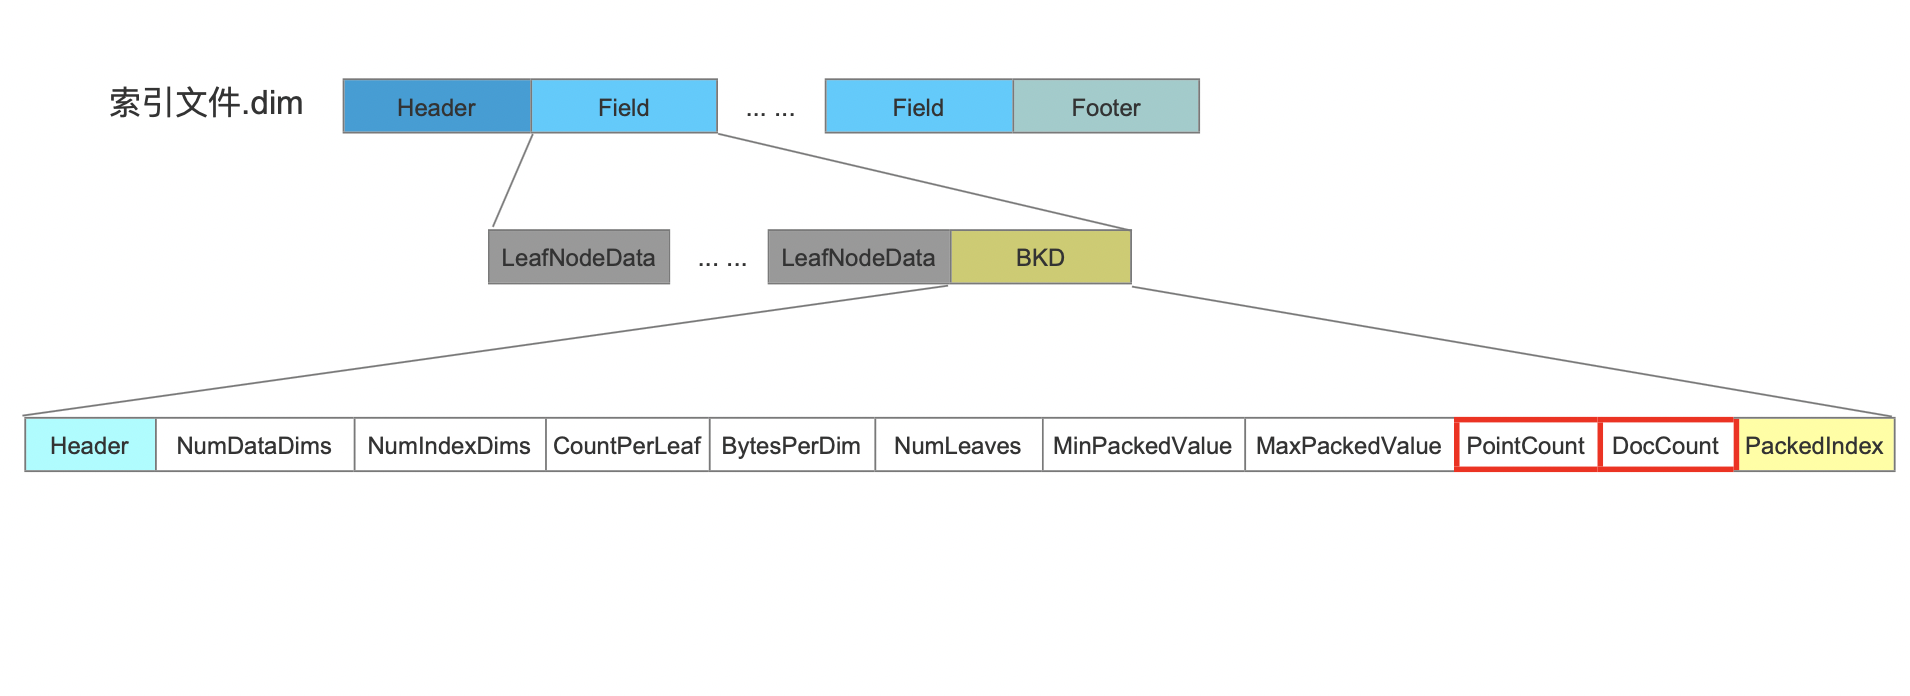 索引文件.dim Header Field ... ... Field Footer
LeafNodeData ... ... LeafNodeData BKD
Header NumDataDims NumIndexDims CountPerLeaf BytesPerDim NumLeaves MinPackedValue MaxPackedValue PointCount DocCount PackedIndex